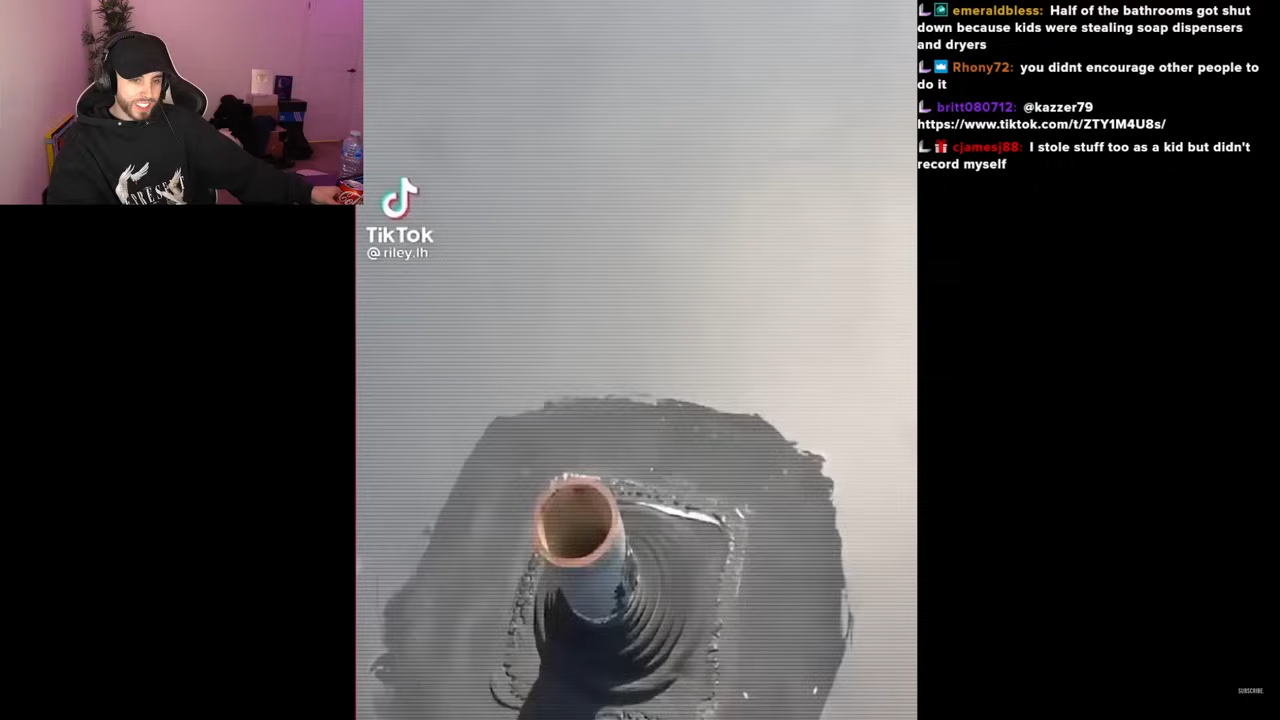 emeraldbless: Half of the bathrooms got shut
down because kids were stealing soap dispensers
and dryers
Rhony72: you didnt encourage other people to
do it
britt080712: @kazzer79
https://www.tiktok.com/t/ZTY1M4U8s/
cjamesj88: I stole stuff too as a kid but didn't
record myself
TikTok
@riley.lh
SUBSCRIBE.